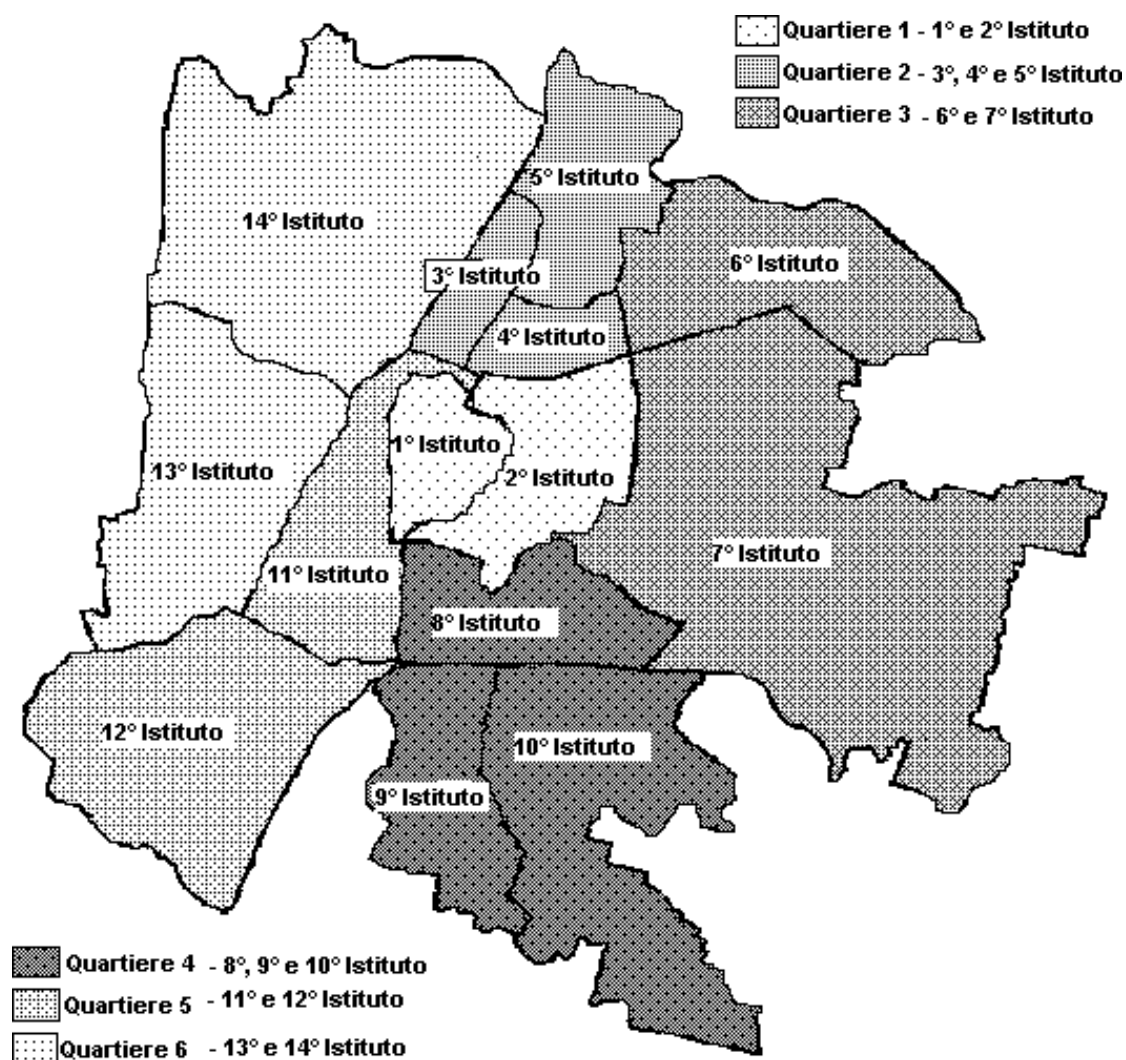 Quartiere 1 - 1° e 2° Istituto
Quartiere 2 - 3°, 4° e 5° Istituto
Quartiere 3 - 6° e 7° Istituto
5° Istituto
14° Istituto
6° Istituto
3° Istituto
4° Istituto
1° Istituto
13° Istituto
2° Istituto
7° Istituto
11° Istituto
8° Istituto
12° Istituto
10° Istituto
9° Istituto
Quartiere 4 - 8°, 9° e 10° Istituto
Quartiere 5 - 11° e 12° Istituto
Quartiere 6 - 13° e 14° Istituto